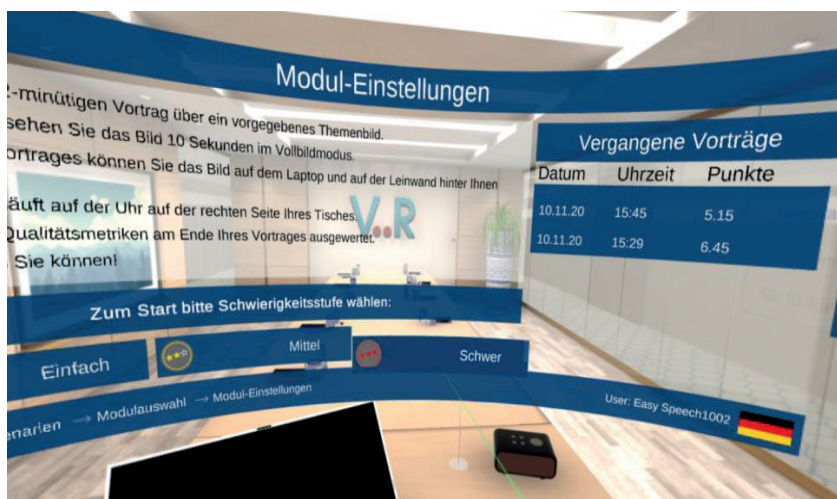 Modul-Einstellungen
2-minütigen Vortrag über ein vorgegebenes Themenbild.
sehen Sie das Bild 10 Sekunden im Vollbildmodus.
ortrages können Sie das Bild auf dem Laptop und auf der Leinwand hinter Ihnen
äuft auf der Uhr auf der rechten Seite Ihres Tisches.
Qualitätsmetriken am Ende Ihres Vortrages ausgewertet.
Sie können!
V..R
Vergangene Vorträge
Datum Uhrzeit Punkte
10.11.20 15:45 5.15
10.11.20 15:29 6.45
Zum Start bitte Schwierigkeitsstufe wählen:
Einfach Mittel Schwer
enarien → Modulauswahl → Modul-Einstellungen
User: Easy Speech1002